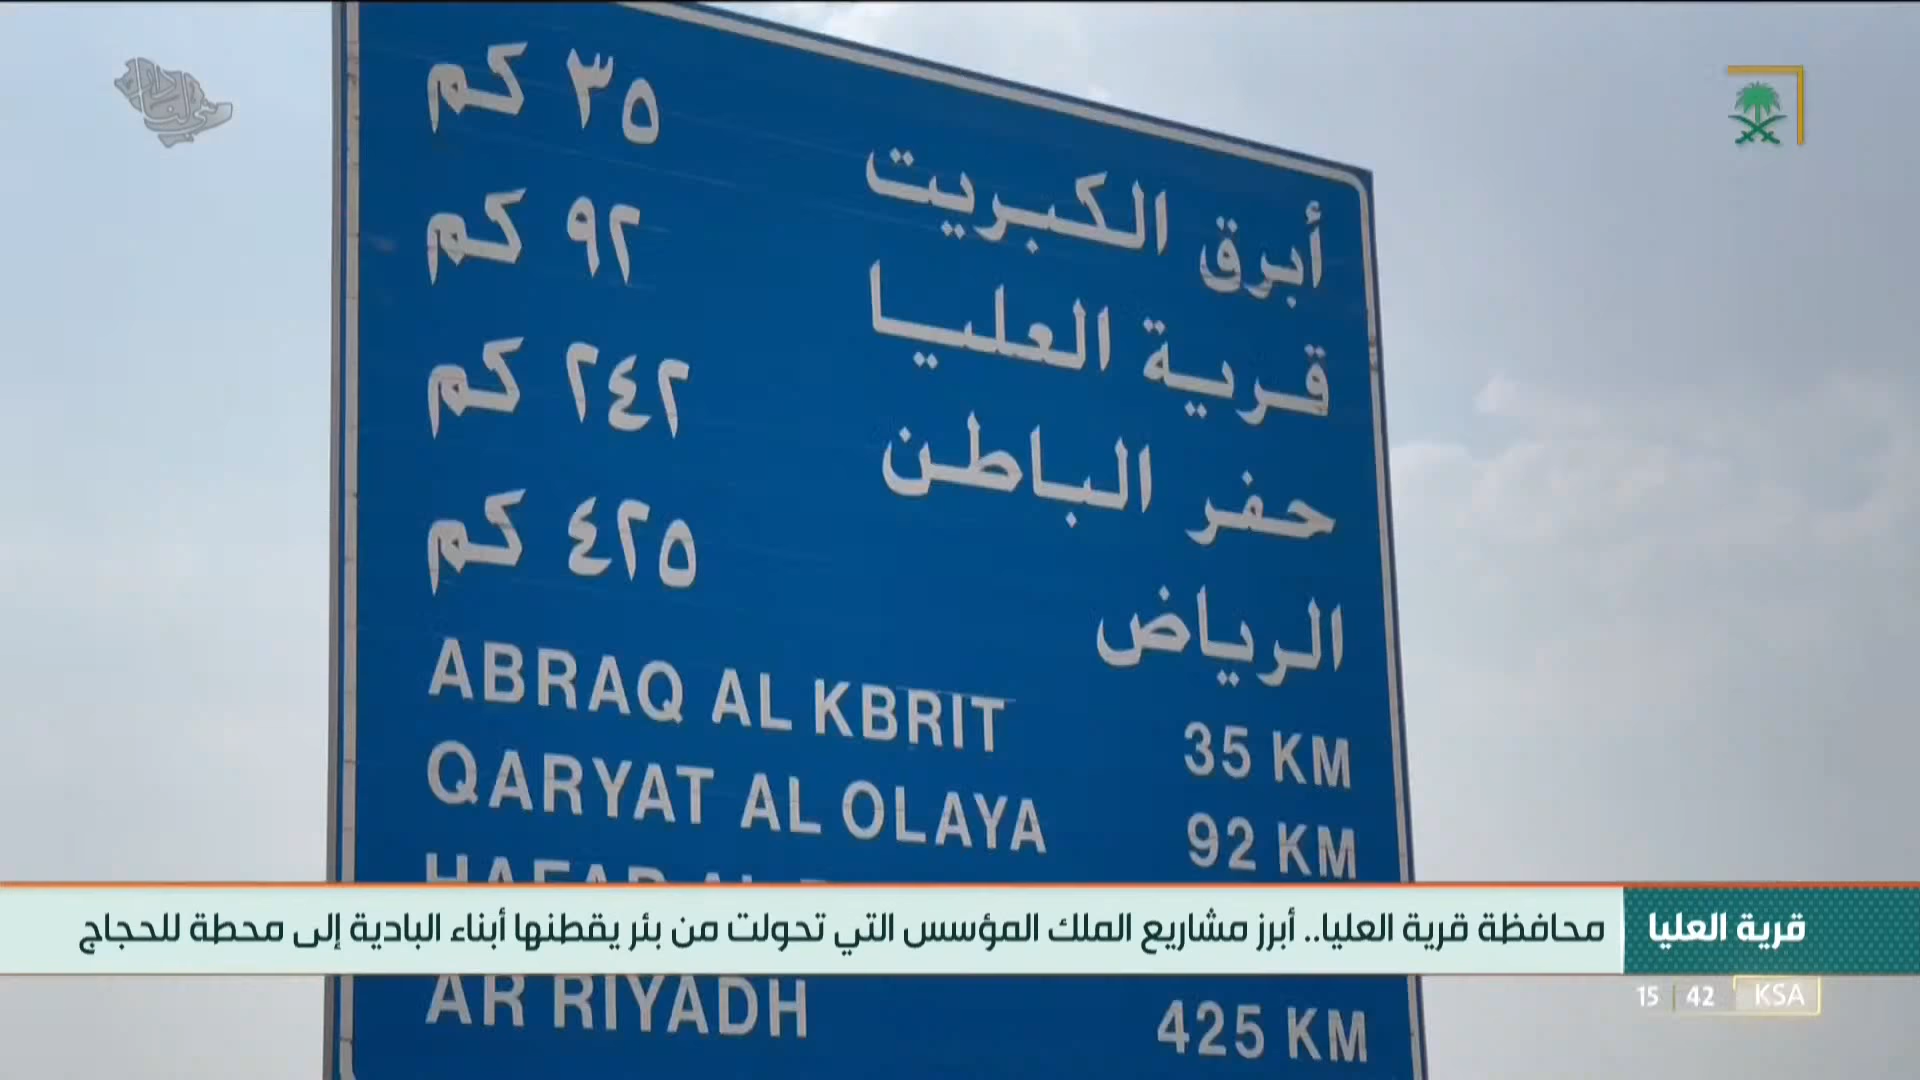 أبرق الكبريت ٣٥ كم
قرية العليا ٩٢ كم
حفر الباطن ٢٤٢ كم
الرياض ٤٢٥ كم
ABRAQ AL KBRIT 35 KM
QARYAT AL OLAYA 92 KM
HAFAR AL
AR RIYADH 425 KM
قرية العليا
محافظة قرية العليا.. أبرز مشاريع الملك المؤسس التي تحولت من بئر يقطنها أبناء البادية إلى محطة للحجاج
15 | 42 KSA